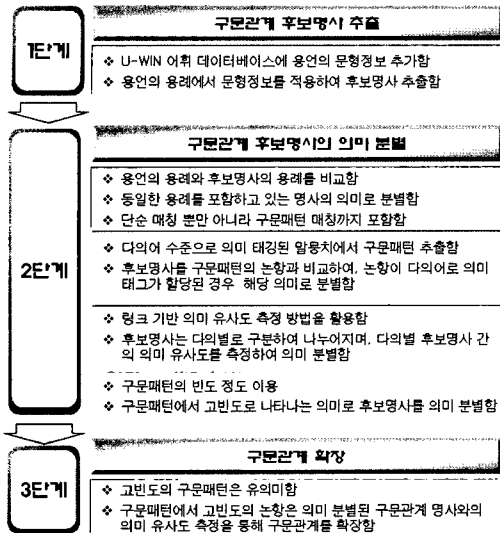 1단계
구문관계 후보명사 추출
❖ U-WIN 어휘 데이터베이스에 용언의 문형정보 추가함
❖ 용언의 용례에서 문형정보를 적용하여 후보명사 추출함
2단계
구문관계 후보명사의 의미 분별
❖ 용언의 용례와 후보명사의 용례를 비교함
❖ 동일한 용례를 포함하고 있는 명사의 의미로 분별함
❖ 단순 매칭 뿐만 아니라 구문패턴 매칭까지 포함함
❖ 다의어 수준으로 의미 태깅된 말뭉치에서 구문패턴 추출함
❖ 후보명사를 구문패턴의 논항과 비교하여, 논항이 다의어로 의미
태그가 할당된 경우 해당 의미로 분별함
❖ 링크 기반 의미 유사도 측정 방법을 활용함
❖ 후보명사는 다의별로 구분하여 나누어지며, 다의별 후보명사 간
의 의미 유사도를 측정하여 의미 분별함
❖ 구문패턴의 빈도 정도 이용
❖ 구문패턴에서 고빈도로 나타나는 의미로 후보명사를 의미 분별함
3단계
구문관계 확장
❖ 고빈도의 구문패턴은 유의미함
❖ 구문패턴에서 고빈도의 논항은 의미 분별된 구문관계 명사와의
의미 유사도 측정을 통해 구문관계를 확장함